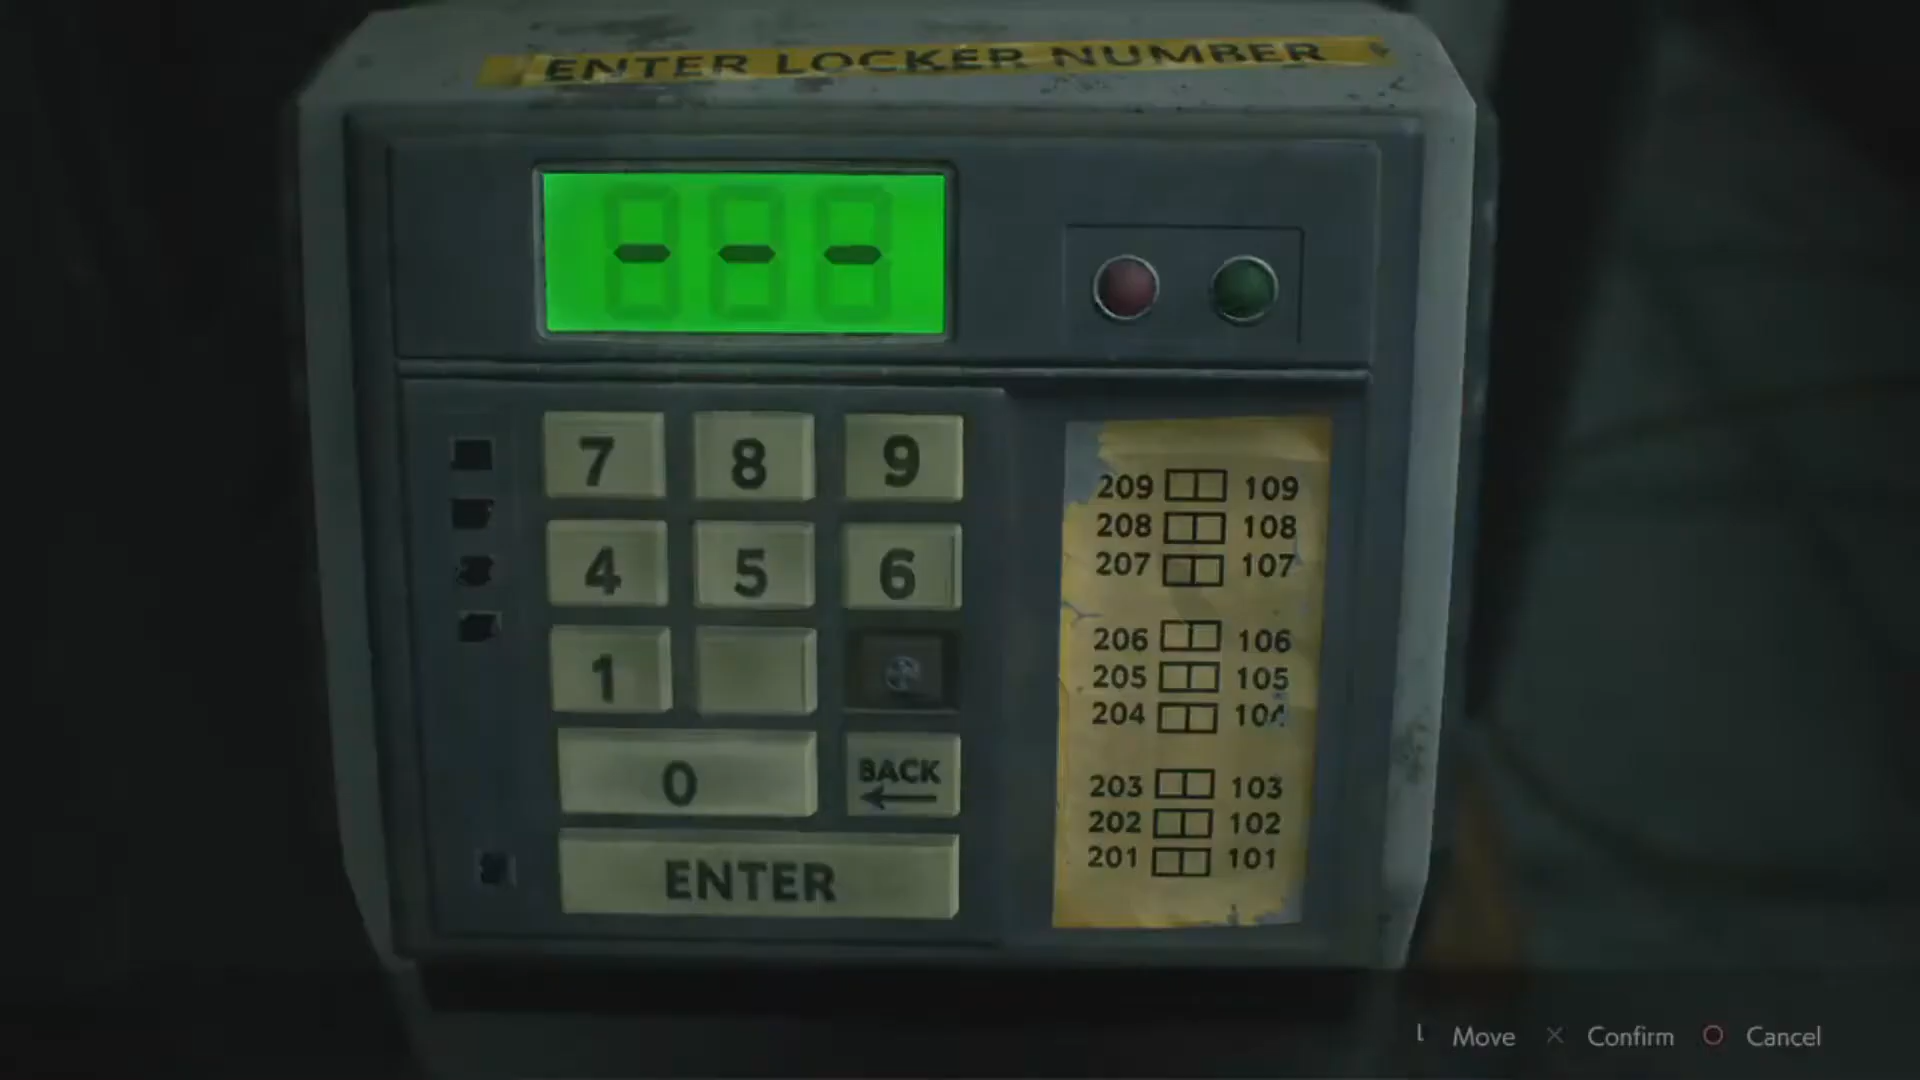 ENTER LOCKER NUMBER
---
7 8 9
4 5 6
1
0 BACK
ENTER
209 109
208 108
207 107
206 106
205 105
204 104
203 103
202 102
201 101
L Move X Confirm O Cancel